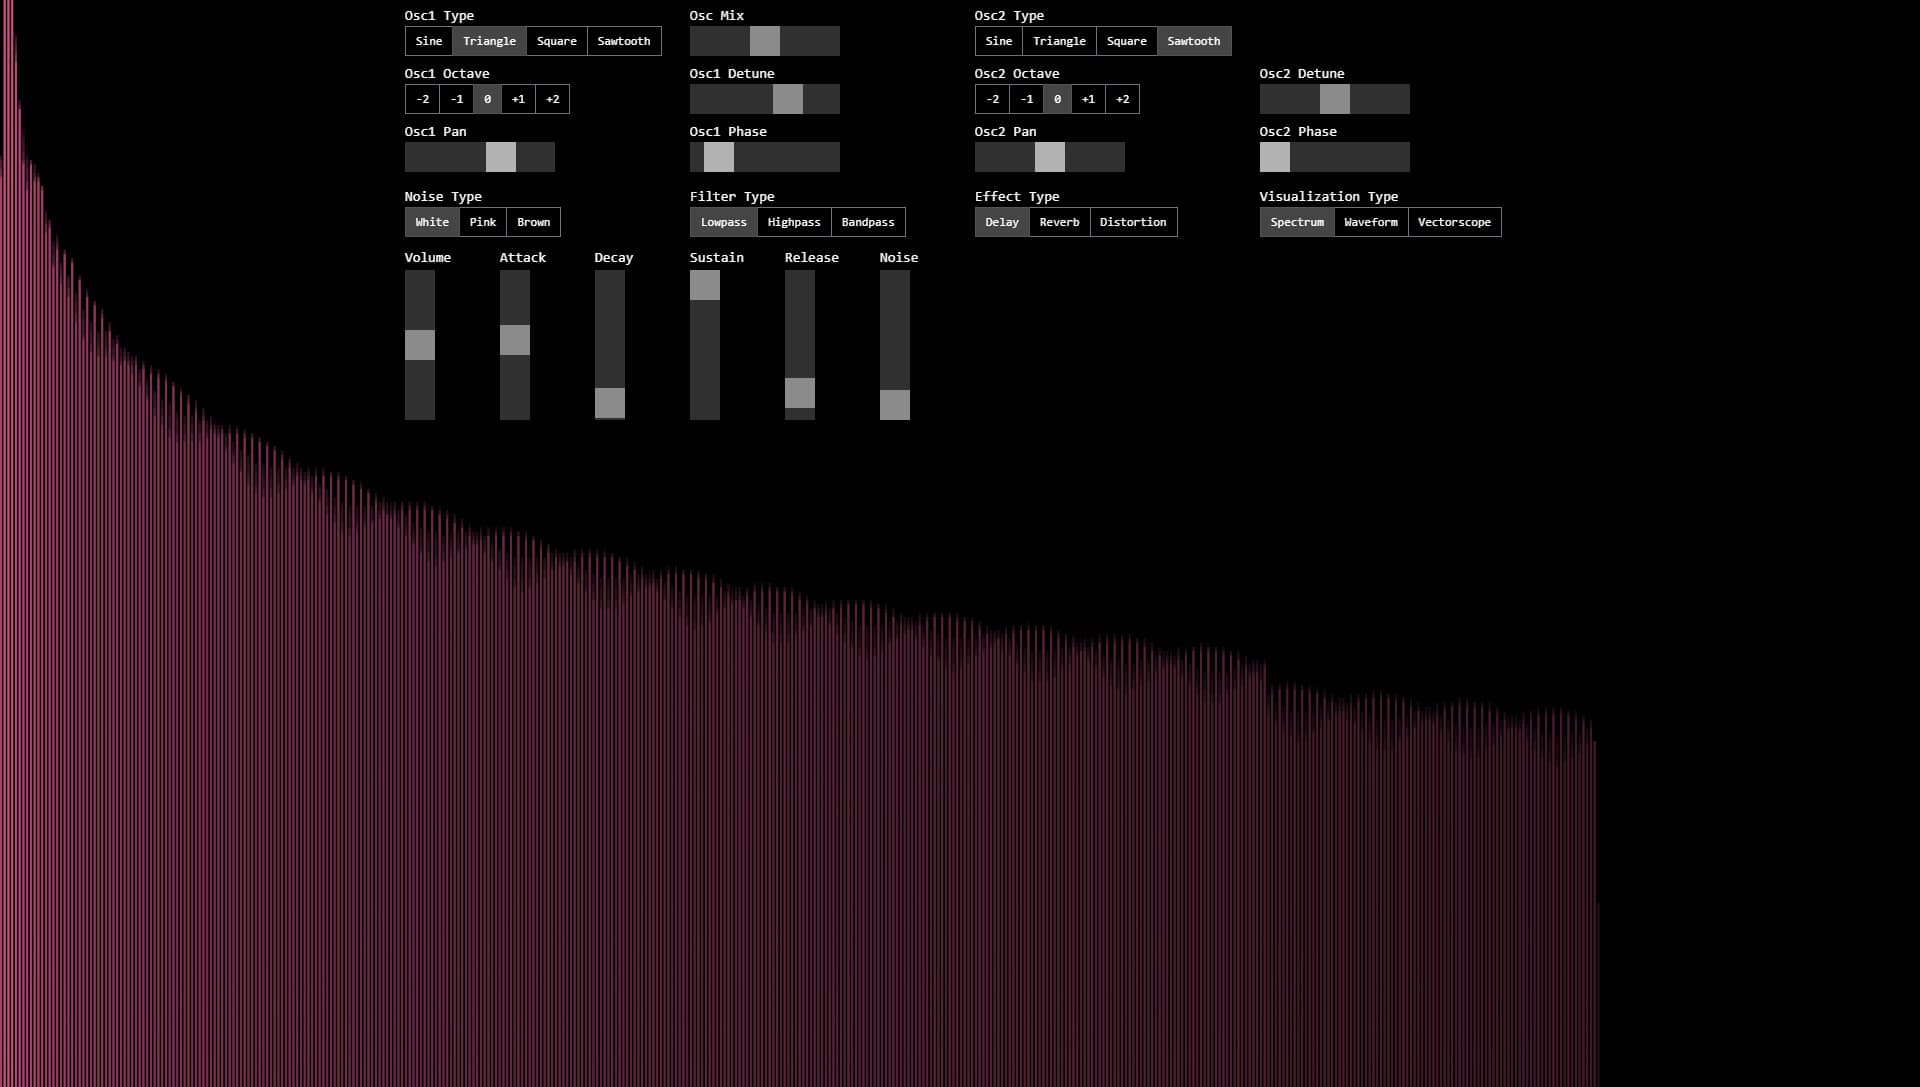 Osc1 Type Osc Mix Osc2 Type
Sine Triangle Square Sawtooth Sine Triangle Square Sawtooth
Osc1 Octave Osc1 Detune Osc2 Octave Osc2 Detune
-2 -1 0 +1 +2 -2 -1 0 +1 +2
Osc1 Pan Osc1 Phase Osc2 Pan Osc2 Phase
Noise Type Filter Type Effect Type Visualization Type
White Pink Brown Lowpass Highpass Bandpass Delay Reverb Distortion Spectrum Waveform Vectorscope
Volume Attack Decay Sustain Release Noise